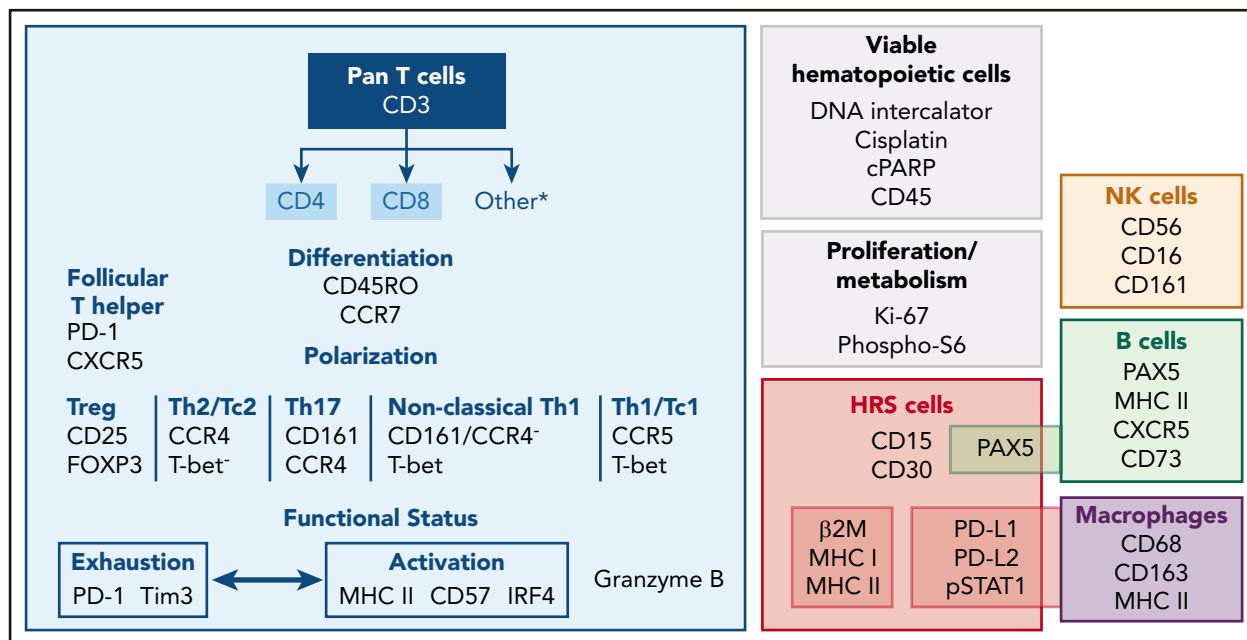 Pan T cells
CD3
CD4
CD8
Other*
Differentiation
CD45RO
CCR7
Follicular
T helper
PD-1
CXCR5
Polarization
Treg
CD25
FOXP3
Th2/Tc2
CCR4
T-bet⁻
Th17
CD161
CCR4
Non-classical Th1
CD161/CCR4⁻
T-bet
Th1/Tc1
CCR5
T-bet
Functional Status
Exhaustion
PD-1 Tim3
Activation
MHC II CD57 IRF4
Granzyme B
Viable
hematopoietic cells
DNA intercalator
Cisplatin
cPARP
CD45
Proliferation/
metabolism
Ki-67
Phospho-S6
HRS cells
CD15
CD30
PAX5
β2M
MHC I
MHC II
PD-L1
PD-L2
pSTAT1
NK cells
CD56
CD16
CD161
B cells
PAX5
MHC II
CXCR5
CD73
Macrophages
CD68
CD163
MHC II